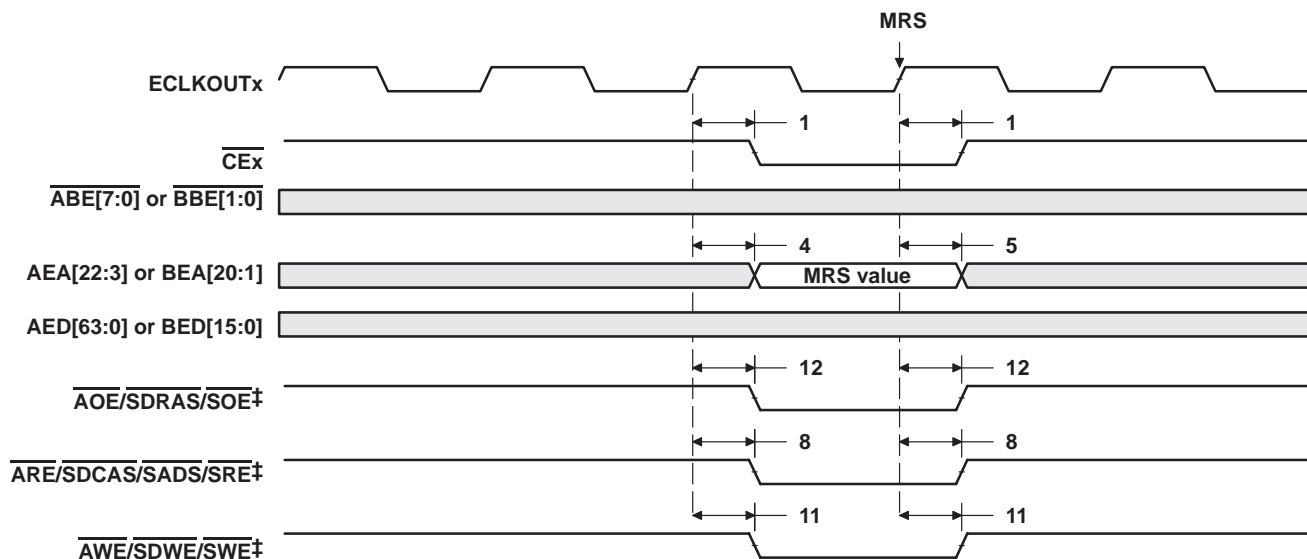 MRS
ECLKOUTx
1 1
CEx
ABE[7:0] or BBE[1:0]
4 5
AEA[22:3] or BEA[20:1]
MRS value
AED[63:0] or BED[15:0]
12 12
AOE/SDRAS/SOE‡
8 8
ARE/SDCAS/SADS/SRE‡
11 11
AWE/SDWE/SWE‡